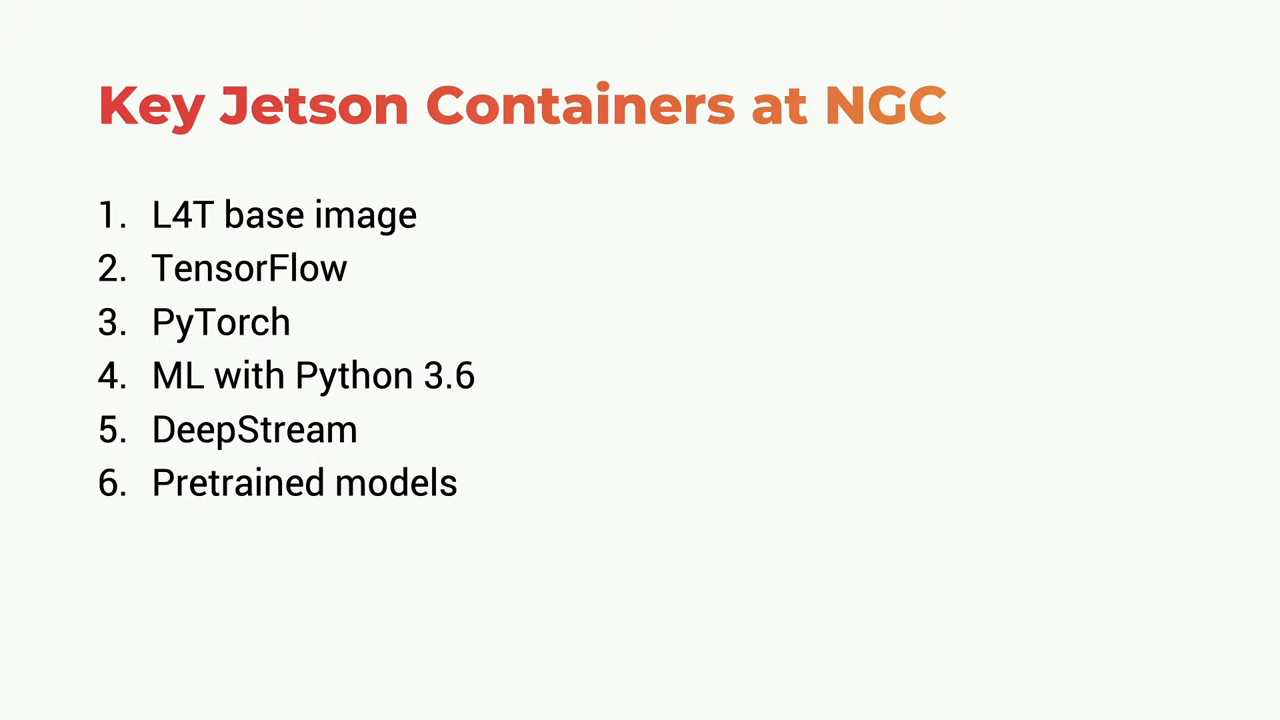 Key Jetson Containers at NGC
1. L4T base image
2. TensorFlow
3. PyTorch
4. ML with Python 3.6
5. DeepStream
6. Pretrained models